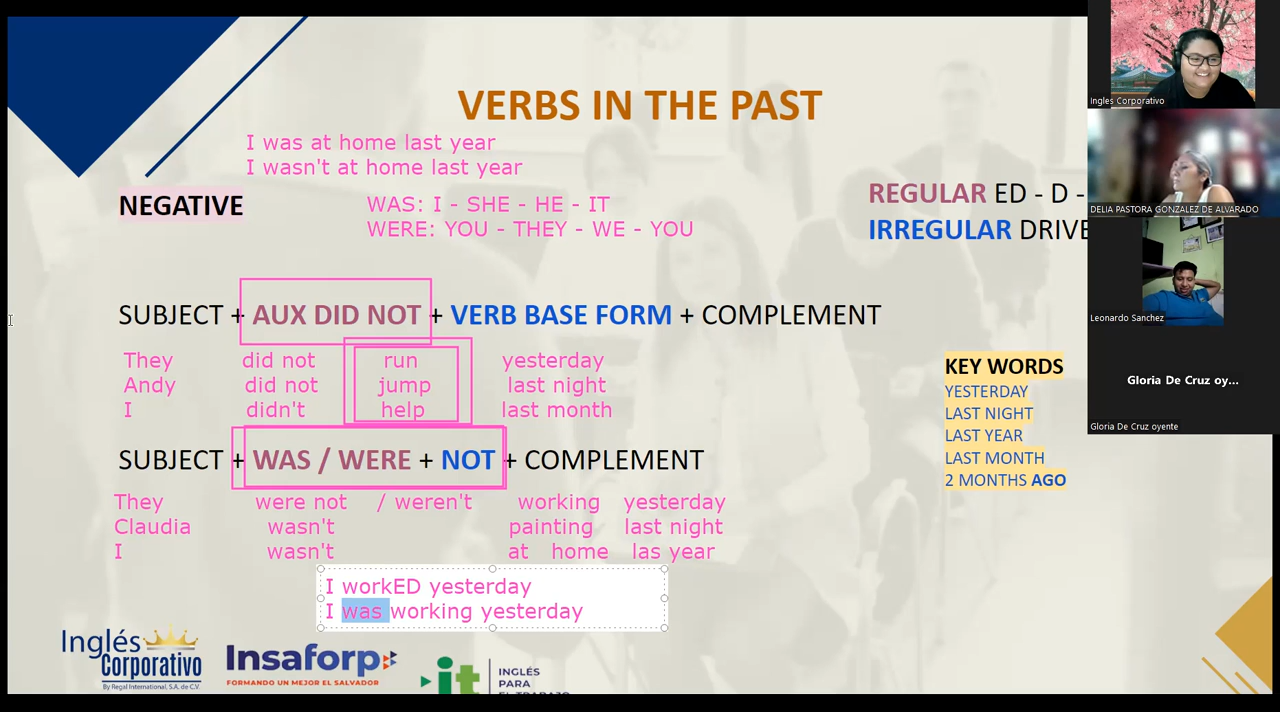 VERBS IN THE PAST
I was at home last year
I wasn't at home last year
NEGATIVE
WAS: I - SHE - HE - IT
WERE: YOU - THEY - WE - YOU
REGULAR ED - D -
IRREGULAR DRIVE
SUBJECT + AUX DID NOT + VERB BASE FORM + COMPLEMENT
They did not run yesterday
Andy did not jump last night
I didn't help last month
SUBJECT + WAS / WERE + NOT + COMPLEMENT
They were not / weren't working yesterday
Claudia wasn't painting last night
I wasn't at home las year
I workED yesterday
I was working yesterday
KEY WORDS
YESTERDAY
LAST NIGHT
LAST YEAR
LAST MONTH
2 MONTHS AGO
Inglés
Corporativo
By Regal International, S.A. de C.V.
Insaforp
FORMANDO UN MEJOR EL SALVADOR
it
INGLÉS
PARA
EL TRABAJO
Ingles Corporativo
DELIA PASTORA GONZALEZ DE ALVARADO
Leonardo Sanchez
Gloria De Cruz oy...
Gloria De Cruz oyente